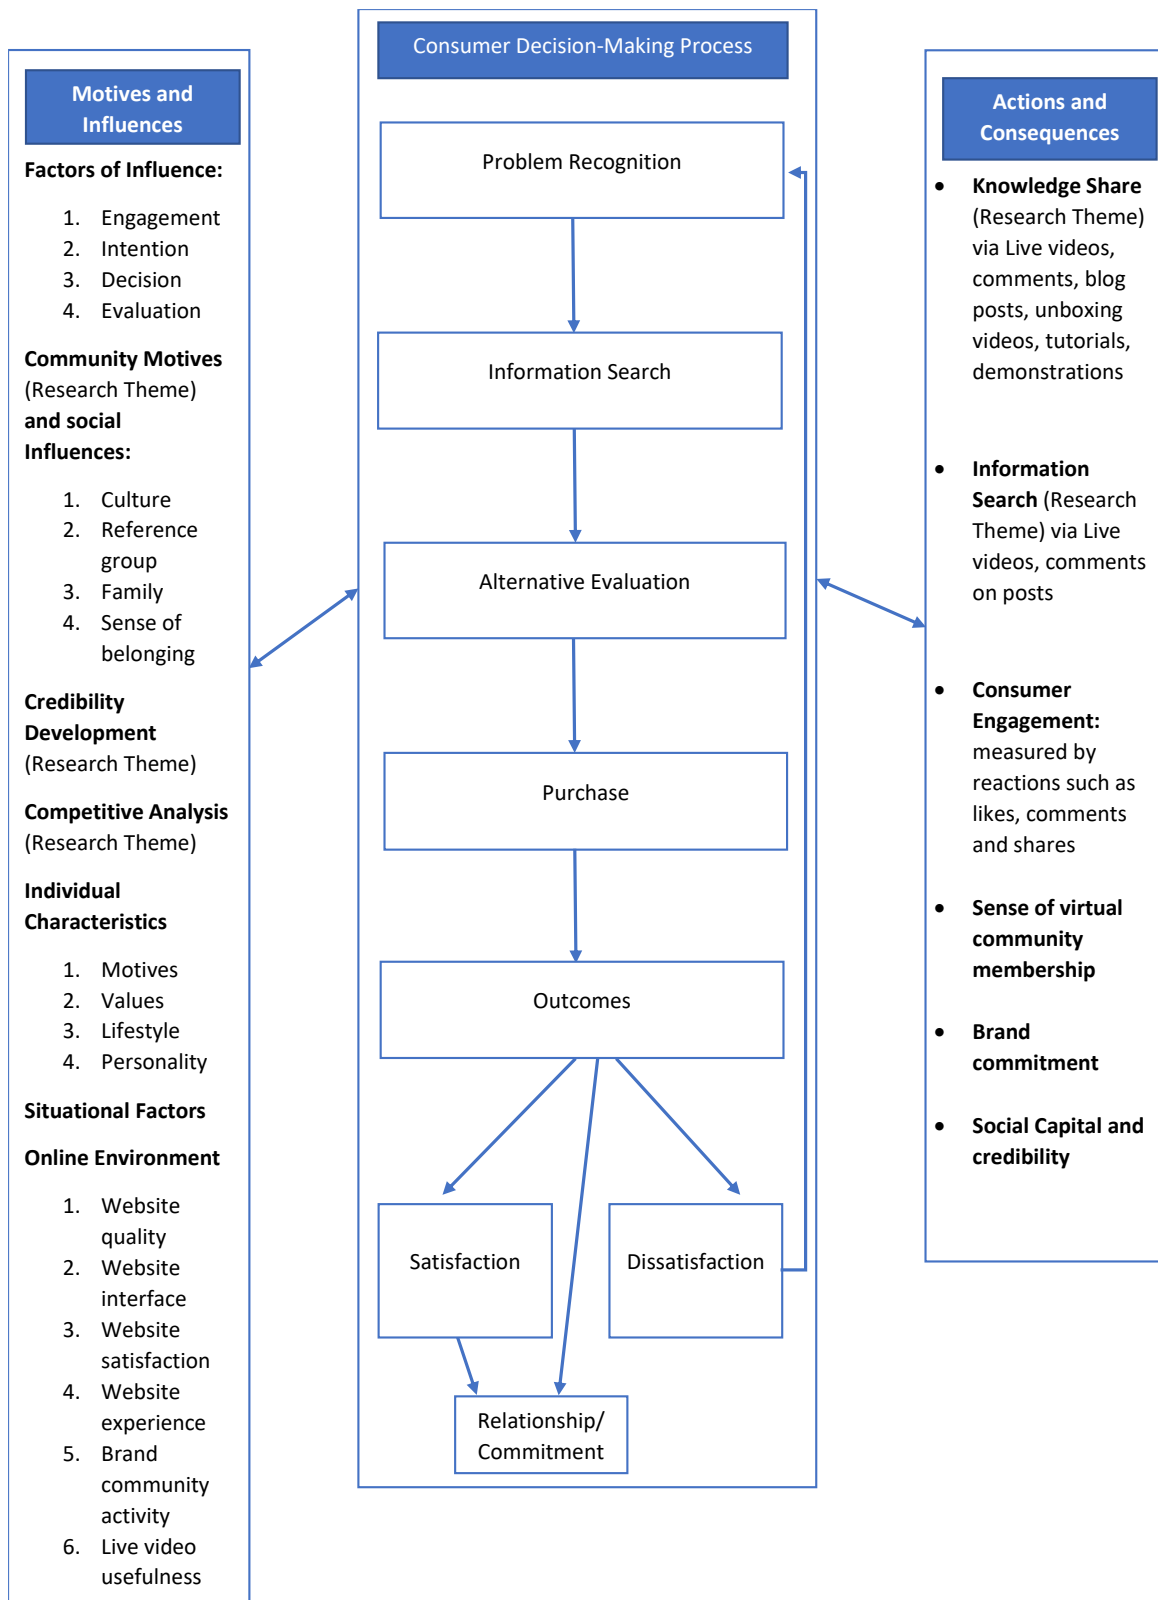 Motives and
Influences
Factors of Influence:
1. Engagement
2. Intention
3. Decision
4. Evaluation
Community Motives
(Research Theme)
and social
Influences:
1. Culture
2. Reference
group
3. Family
4. Sense of
belonging
Credibility
Development
(Research Theme)
Competitive Analysis
(Research Theme)
Individual
Characteristics
1. Motives
2. Values
3. Lifestyle
4. Personality
Situational Factors
Online Environment
1. Website
quality
2. Website
interface
3. Website
satisfaction
4. Website
experience
5. Brand
community
activity
6. Live video
usefulness
Consumer Decision-Making Process
Problem Recognition
Information Search
Alternative Evaluation
Purchase
Outcomes
Satisfaction
Dissatisfaction
Relationship/
Commitment
Actions and
Consequences
• Knowledge Share
(Research Theme)
via Live videos,
comments, blog
posts, unboxing
videos, tutorials,
demonstrations
• Information
Search (Research
Theme) via Live
videos, comments
on posts
• Consumer
Engagement:
measured by
reactions such as
likes, comments
and shares
• Sense of virtual
community
membership
• Brand
commitment
• Social Capital and
credibility